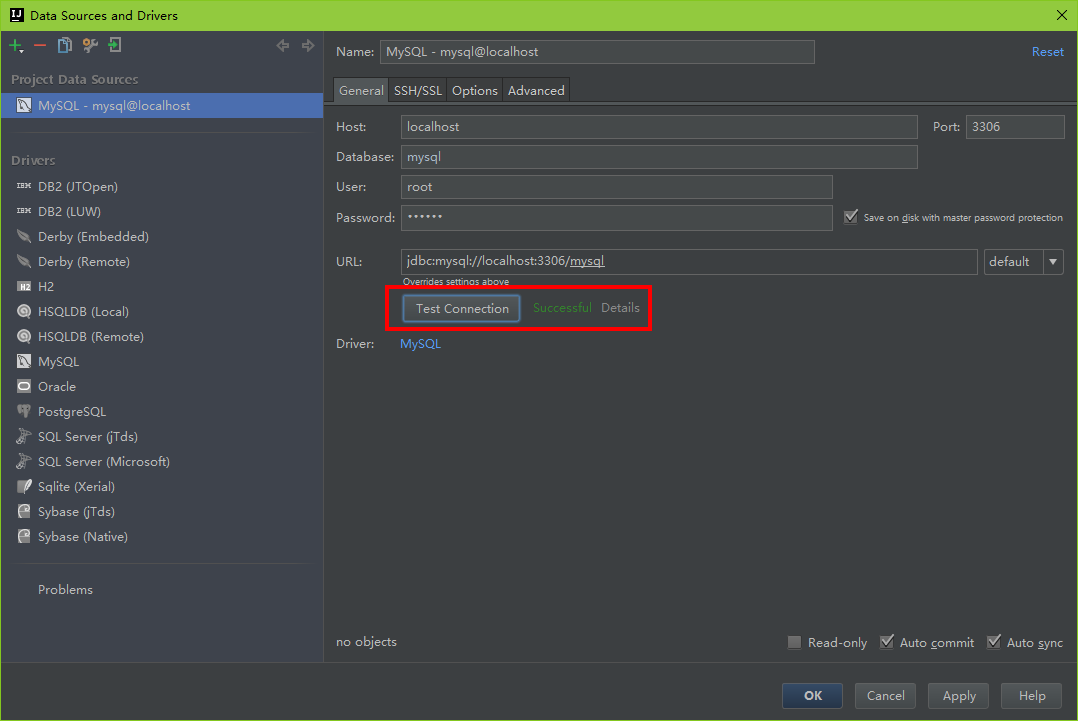 Data Sources and Drivers
Name: MySQL - mysql@localhost Reset
Project Data Sources
General SSH/SSL Options Advanced
MySQL - mysql@localhost
Host: localhost Port: 3306
Database: mysql
Drivers
User: root
IBM DB2 (JTOpen)
IBM DB2 (LUW)
Password: •••••• Save on disk with master password protection
Derby (Embedded)
Derby (Remote)
URL: jdbc:mysql://localhost:3306/mysql default
Overrides settings above
H2 H2
HSQLDB (Local)
Test Connection Successful Details
HSQLDB (Remote)
Driver: MySQL
MySQL
Oracle
PostgreSQL
SQL Server (jTds)
SQL Server (Microsoft)
Sqlite (Xerial)
Sybase (jTds)
Sybase (Native)
Problems
no objects Read-only Auto commit Auto sync
OK Cancel Apply Help